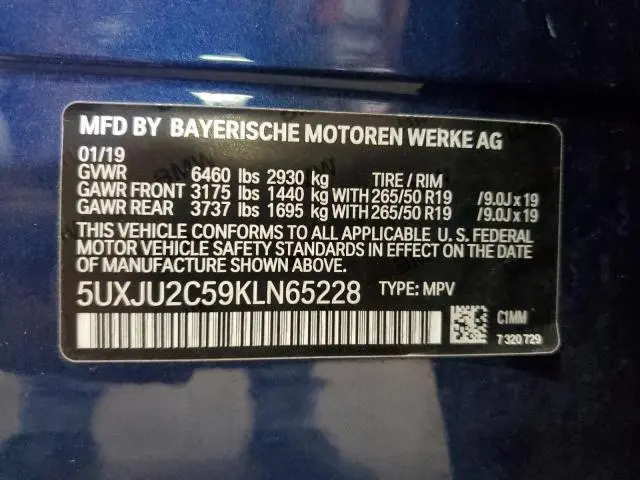 MFD BY BAYERISCHE MOTOREN WERKE AG
01/19
GVWR 6460 lbs 2930 kg TIRE / RIM
GAWR FRONT 3175 lbs 1440 kg WITH 265/50 R19 /9.0J x 19
GAWR REAR 3737 lbs 1695 kg WITH 265/50 R19 /9.0J x 19
THIS VEHICLE CONFORMS TO ALL APPLICABLE U.S. FEDERAL
MOTOR VEHICLE SAFETY STANDARDS IN EFFECT ON THE DATE
OF MANUFACTURE SHOWN ABOVE.
5UXJU2C59KLN65228 TYPE: MPV
C1MM
7 320 729